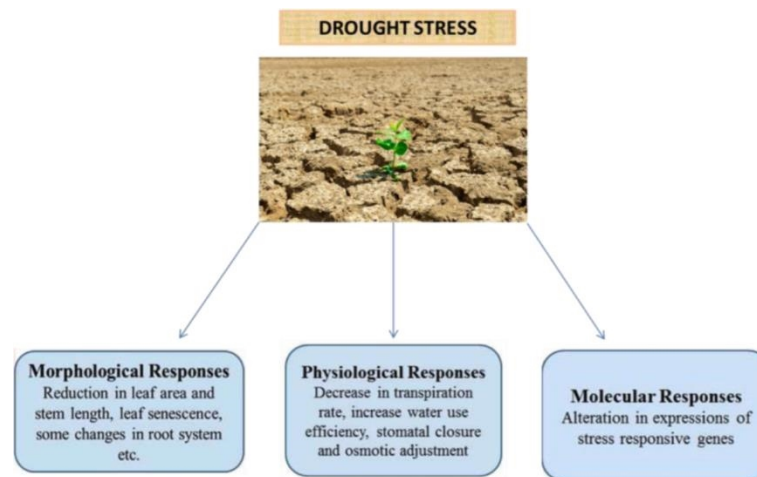 DROUGHT STRESS
Morphological Responses
Reduction in leaf area and
stem length, leaf senescence,
some changes in root system
etc.
Physiological Responses
Decrease in transpiration
rate, increase water use
efficiency, stomatal closure
and osmotic adjustment
Molecular Responses
Alteration in expressions of
stress responsive genes